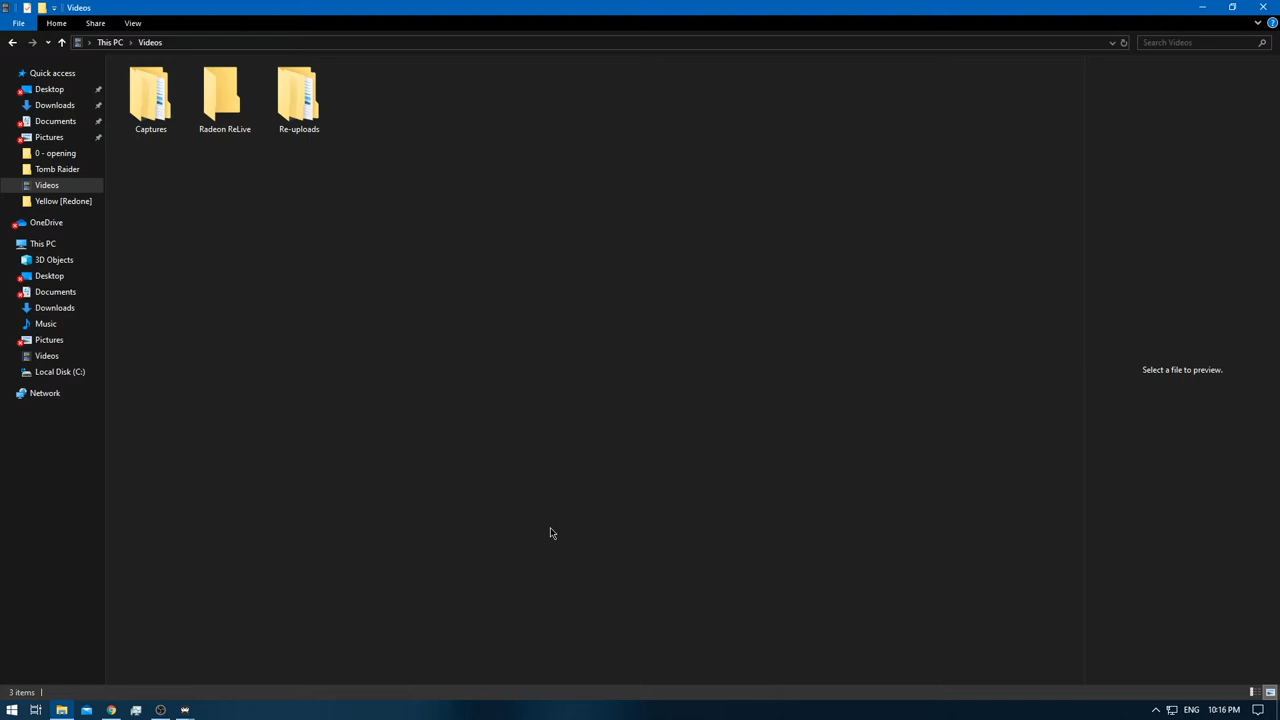 Videos
File Home Share View
This PC Videos
Search Videos
Quick access
Desktop
Downloads
Documents
Pictures
0 - opening
Tomb Raider
Videos
Yellow [Redone]
OneDrive
This PC
3D Objects
Desktop
Documents
Downloads
Music
Pictures
Videos
Local Disk (C:)
Network
Captures
Radeon ReLive
Re-uploads
Select a file to preview.
3 items
ENG 10:16 PM